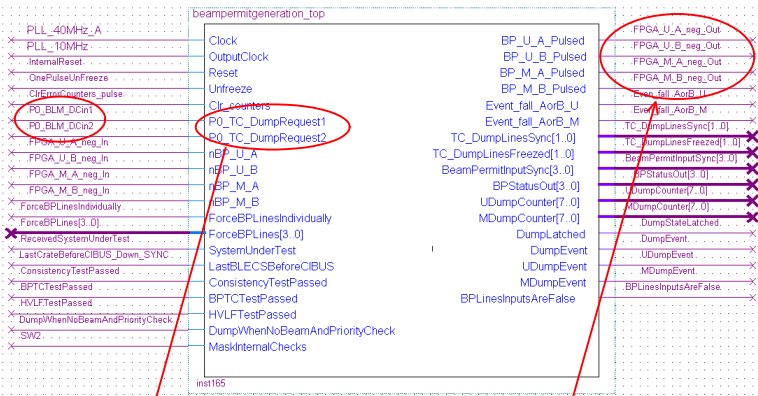 beampermitgeneration_top
PLL_40MHz_A
PLL_10MHz
InternalReset
OnePulseUnFreeze
ClrErrorCounters_pulse
P0_BLM_DCin1
P0_BLM_DCin2
FPGA_U_A_neg_In
FPGA_U_B_neg_In
FPGA_M_A_neg_In
FPGA_M_B_neg_In
ForceBPLinesIndividually
ForceBPLines[3..0]
ReceivedSystemUnderTest
LastCrateBeforeCIBUS_Down_SYNC
ConsistencyTestPassed
BPTCTestPassed
HVLFTestPassed
DumpWhenNoBeamAndPriorityCheck
SW2
Clock
OutputClock
Reset
Unfreeze
Clr_counters
P0_TC_DumpRequest1
P0_TC_DumpRequest2
nBP_U_A
nBP_U_B
nBP_M_A
nBP_M_B
ForceBPLinesIndividually
ForceBPLines[3..0]
SystemUnderTest
LastBLECSBeforeCIBUS
ConsistencyTestPassed
BPTCTestPassed
HVLFTestPassed
DumpWhenNoBeamAndPriorityCheck
MaskInternalChecks
BP_U_A_Pulsed
BP_U_B_Pulsed
BP_M_A_Pulsed
BP_M_B_Pulsed
Event_fall_AorB_U
Event_fall_AorB_M
TC_DumpLinesSync[1..0]
TC_DumpLinesFreezed[1..0]
BeamPermitInputSync[3..0]
BPStatusOut[3..0]
UDumpCounter[7..0]
MDumpCounter[7..0]
DumpLatched
DumpEvent
UDumpEvent
MDumpEvent
BPLinesInputsAreFalse
FPGA_U_A_neg_Out
FPGA_U_B_neg_Out
FPGA_M_A_neg_Out
FPGA_M_B_neg_Out
Event_fall_AorB_U
Event_fall_AorB_M
TC_DumpLinesSync[1..0]
TC_DumpLinesFreezed[1..0]
BeamPermitInputSync[3..0]
BPStatusOut[3..0]
UDumpCounter[7..0]
MDumpCounter[7..0]
DumpStateLatched
DumpEvent
UDumpEvent
MDumpEvent
BPLinesInputsAreFalse
inst165